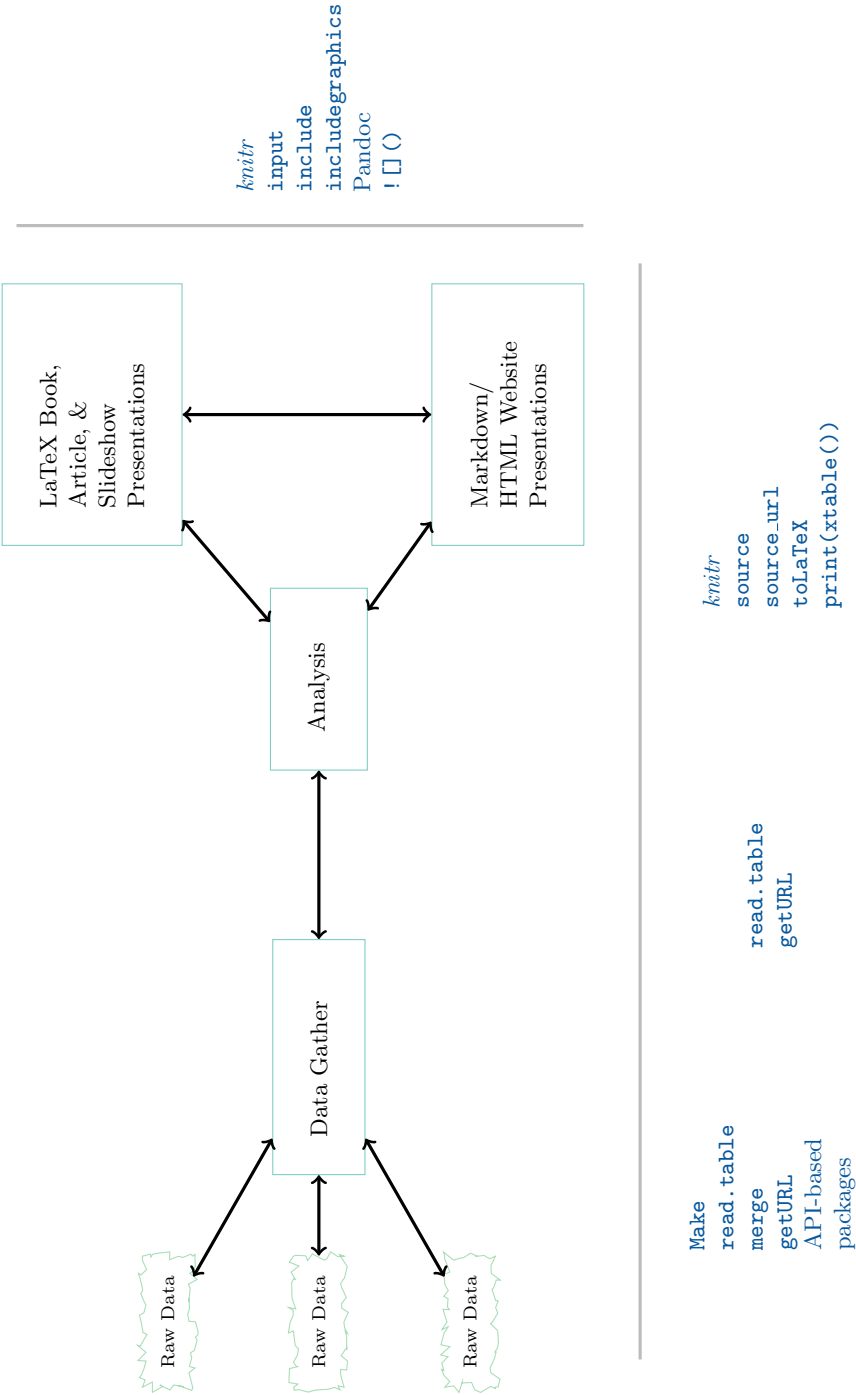 Raw Data
Raw Data
Raw Data
Data Gather
Analysis
LaTeX Book,
Article, &
Slideshow
Presentations
Markdown/
HTML Website
Presentations
knitr
input
include
includegraphics
Pandoc
![]()
Make
read.table
merge
getURL
API-based
packages
read.table
getURL
knitr
source
source_url
toLaTeX
print(xtable())